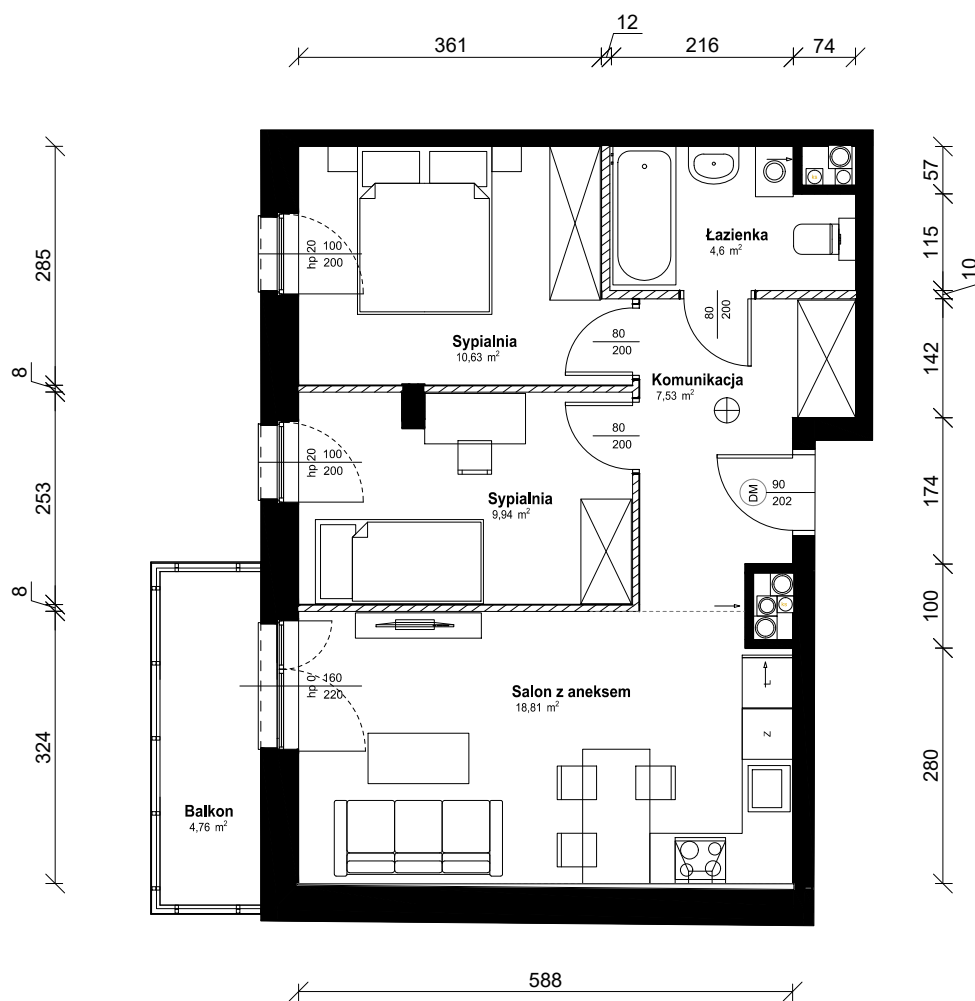 12
361
216
74
57
115
10
142
174
100
280
285
8
253
8
324
hp 20
100
200
Łazienka
4,6 m²
80
200
Sypialnia
10,63 m²
80
200
Komunikacja
7,53 m²
80
200
hp 20
100
200
Sypialnia
9,94 m²
DM
90
202
hp 0
160
220
Salon z aneksem
18,81 m²
L
Z
Balkon
4,76 m²
588